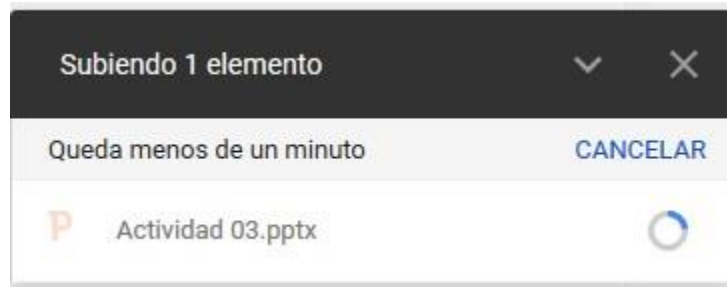 Subiendo 1 elemento
Queda menos de un minuto CANCELAR
P Actividad 03.pptx